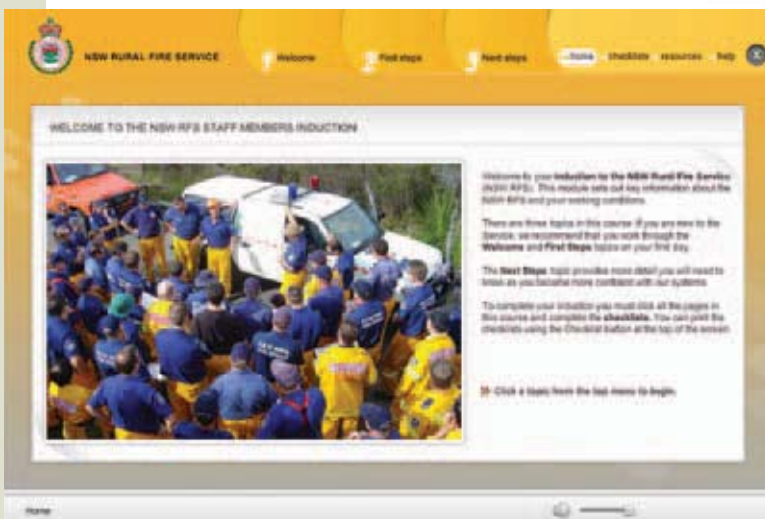 NSW RURAL FIRE SERVICE
1 Welcome
2 First steps
3 Next steps
home checklists resources help X
WELCOME TO THE NSW RFS STAFF MEMBERS INDUCTION
Welcome to your induction to the NSW Rural Fire Service
(NSW RFS). This module sets out key information about the
NSW RFS and your working conditions.
There are three topics in this course. If you are new to the
Service, we recommend that you work through the
Welcome and First Steps topics on your first day.
The Next Steps topic provides more detail you will need to
know as you become more confident with our systems.
To complete your induction you must click all the pages in
this course and complete the checklists. You can print the
checklists using the Checklist button at the top of the screen.
Click a topic from the top menu to begin.
Home